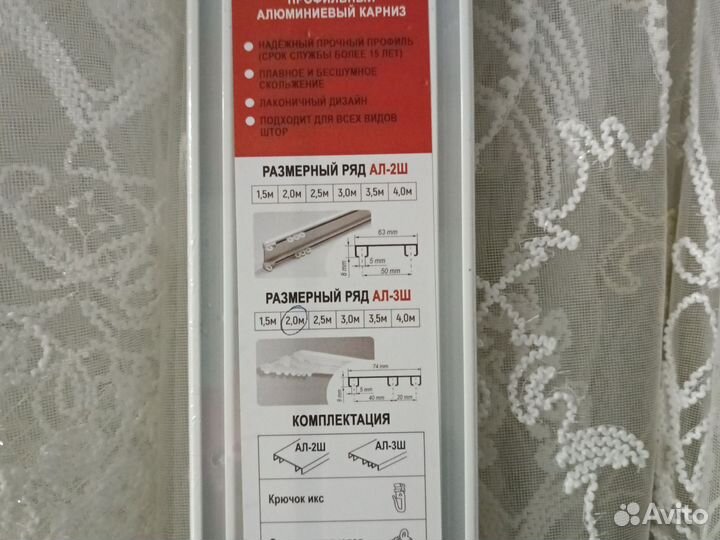 ПРОФИЛЬНЫЙ
АЛЮМИНИЕВЫЙ КАРНИЗ
НАДЁЖНЫЙ ПРОЧНЫЙ ПРОФИЛЬ
(СРОК СЛУЖБЫ БОЛЕЕ 15 ЛЕТ)
ПЛАВНОЕ И БЕСШУМНОЕ
СКОЛЬЖЕНИЕ
ЛАКОНИЧНЫЙ ДИЗАЙН
ПОДХОДИТ ДЛЯ ВСЕХ ВИДОВ
ШТОР
РАЗМЕРНЫЙ РЯД АЛ-2Ш
1,5м 2,0м 2,5м 3,0м 3,5м 4,0м
63 mm
8 mm
5 mm
50 mm
РАЗМЕРНЫЙ РЯД АЛ-3Ш
1,5м 2,0м 2,5м 3,0м 3,5м 4,0м
74 mm
5 mm
40 mm 20 mm
КОМПЛЕКТАЦИЯ
АЛ-2Ш АЛ-3Ш
Крючок икс
Avito